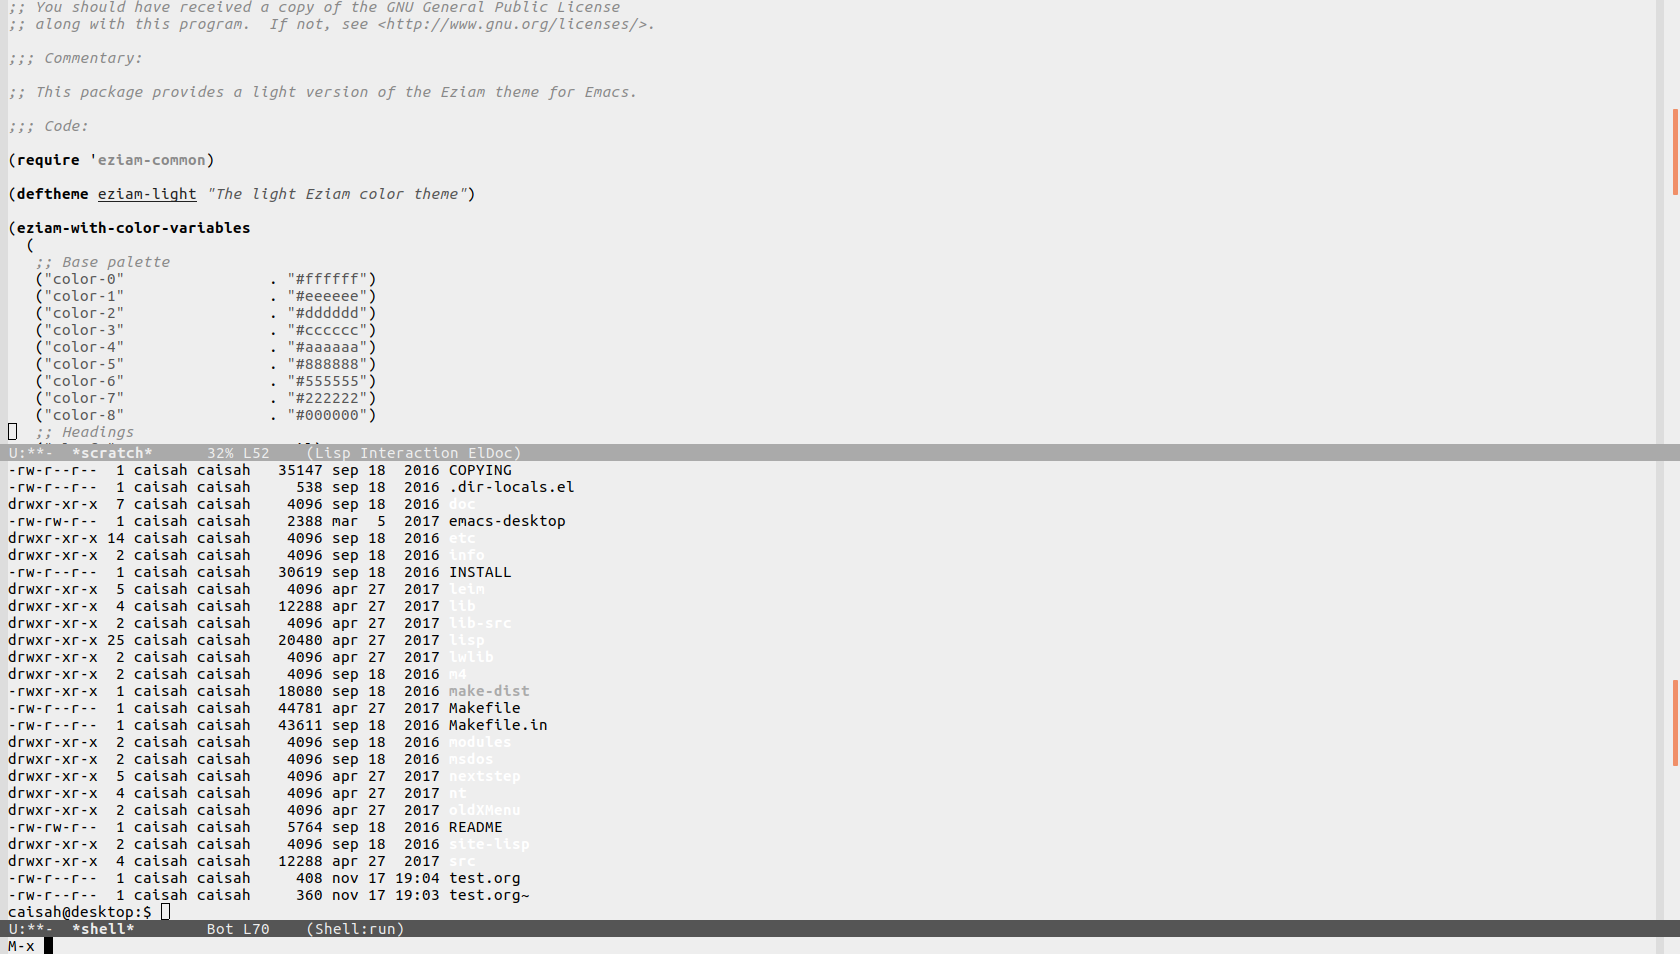 ;; You should have received a copy of the GNU General Public License
;; along with this program.  If not, see <http://www.gnu.org/licenses/>.
;;; Commentary:
;; This package provides a light version of the Eziam theme for Emacs.
;;; Code:
(require 'eziam-common)
(deftheme eziam-light "The light Eziam color theme")
(eziam-with-color-variables
  (
   ;; Base palette
   ("color-0"                . "#ffffff")
   ("color-1"                . "#eeeeee")
   ("color-2"                . "#dddddd")
   ("color-3"                . "#cccccc")
   ("color-4"                . "#aaaaaa")
   ("color-5"                . "#888888")
   ("color-6"                . "#555555")
   ("color-7"                . "#222222")
   ("color-8"                . "#000000")
   ;; Headings
U:**-  *scratch*      32% L52    (Lisp Interaction ElDoc)
-rw-r--r--  1 caisah caisah   35147 sep 18  2016 COPYING
-rw-r--r--  1 caisah caisah     538 sep 18  2016 .dir-locals.el
drwxr-xr-x  7 caisah caisah    4096 sep 18  2016 doc
-rw-rw-r--  1 caisah caisah    2388 mar  5  2017 emacs-desktop
drwxr-xr-x 14 caisah caisah    4096 sep 18  2016 etc
drwxr-xr-x  2 caisah caisah    4096 sep 18  2016 info
-rw-r--r--  1 caisah caisah   30619 sep 18  2016 INSTALL
drwxr-xr-x  5 caisah caisah    4096 apr 27  2017 leim
drwxr-xr-x  4 caisah caisah   12288 apr 27  2017 lib
drwxr-xr-x  2 caisah caisah    4096 apr 27  2017 lib-src
drwxr-xr-x 25 caisah caisah   20480 apr 27  2017 lisp
drwxr-xr-x  2 caisah caisah    4096 apr 27  2017 lwlib
drwxr-xr-x  2 caisah caisah    4096 sep 18  2016 m4
-rwxr-xr-x  1 caisah caisah   18080 sep 18  2016 make-dist
-rw-r--r--  1 caisah caisah   44781 apr 27  2017 Makefile
-rw-r--r--  1 caisah caisah   43611 sep 18  2016 Makefile.in
drwxr-xr-x  2 caisah caisah    4096 sep 18  2016 modules
drwxr-xr-x  2 caisah caisah    4096 sep 18  2016 msdos
drwxr-xr-x  5 caisah caisah    4096 apr 27  2017 nextstep
drwxr-xr-x  4 caisah caisah    4096 apr 27  2017 nt
drwxr-xr-x  2 caisah caisah    4096 apr 27  2017 oldXMenu
-rw-rw-r--  1 caisah caisah    5764 sep 18  2016 README
drwxr-xr-x  2 caisah caisah    4096 sep 18  2016 site-lisp
drwxr-xr-x  4 caisah caisah   12288 apr 27  2017 src
-rw-r--r--  1 caisah caisah     408 nov 17 19:04 test.org
-rw-r--r--  1 caisah caisah     360 nov 17 19:03 test.org~
caisah@desktop:$
U:**-  *shell*        Bot L70    (Shell:run)
M-x